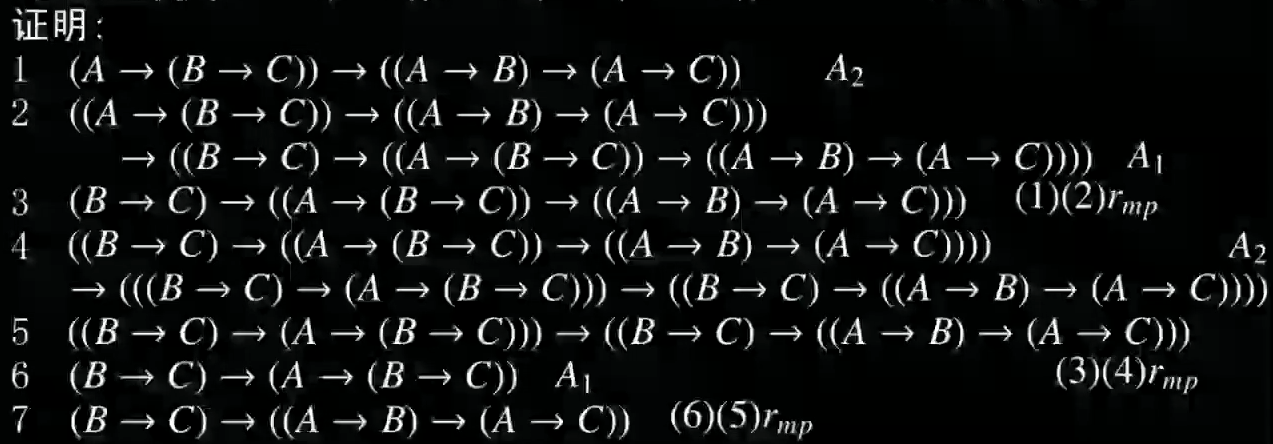 证明:
1 (A → (B → C)) → ((A → B) → (A → C)) A₂
2 ((A → (B → C)) → ((A → B) → (A → C)))
→ ((B → C) → ((A → (B → C)) → ((A → B) → (A → C)))) A₁
3 (B → C) → ((A → (B → C)) → ((A → B) → (A → C))) (1)(2)rₘₚ
4 ((B → C) → ((A → (B → C)) → ((A → B) → (A → C)))) A₂
→ (((B → C) → (A → (B → C))) → ((B → C) → ((A → B) → (A → C))))
5 ((B → C) → (A → (B → C))) → ((B → C) → ((A → B) → (A → C)))
6 (B → C) → (A → (B → C)) A₁ (3)(4)rₘₚ
7 (B → C) → ((A → B) → (A → C)) (6)(5)rₘₚ